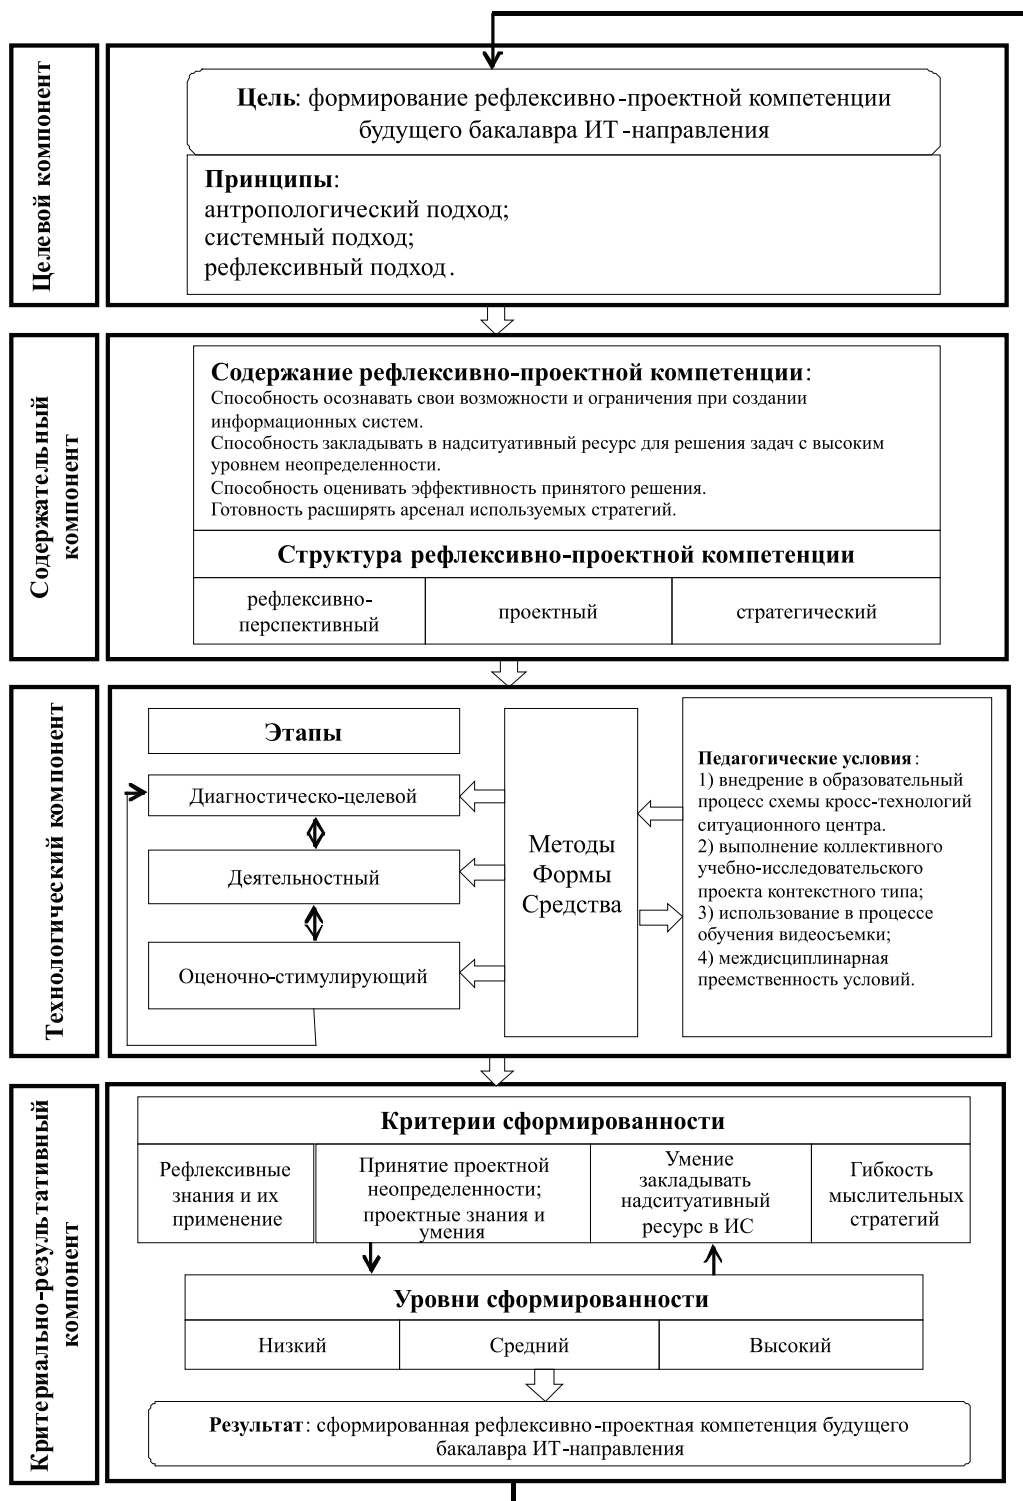 Целевой компонент
Цель: формирование рефлексивно-проектной компетенции
будущего бакалавра ИТ-направления
Принципы:
антропологический подход;
системный подход;
рефлексивный подход.
Содержательный
компонент
Содержание рефлексивно-проектной компетенции:
Способность осознавать свои возможности и ограничения при создании
информационных систем.
Способность закладывать в надситуативный ресурс для решения задач с высоким
уровнем неопределенности.
Способность оценивать эффективность принятого решения.
Готовность расширять арсенал используемых стратегий.
Структура рефлексивно-проектной компетенции
рефлексивно-
перспективный
проектный
стратегический
Технологический компонент
Этапы
Диагностическо-целевой
Деятельностный
Оценочно-стимулирующий
Методы
Формы
Средства
Педагогические условия:
1) внедрение в образовательный
процесс схемы кросс-технологий
ситуационного центра.
2) выполнение коллективного
учебно-исследовательского
проекта контекстного типа;
3) использование в процессе
обучения видеосъемки;
4) междисциплинарная
преемственность условий.
Критериально-результативный
компонент
Критерии сформированности
Рефлексивные
знания и их
применение
Принятие проектной
неопределенности;
проектные знания и
умения
Умение
закладывать
надситуативный
ресурс в ИС
Гибкость
мыслительных
стратегий
Уровни сформированности
Низкий
Средний
Высокий
Результат: сформированная рефлексивно-проектная компетенция будущего
бакалавра ИТ-направления